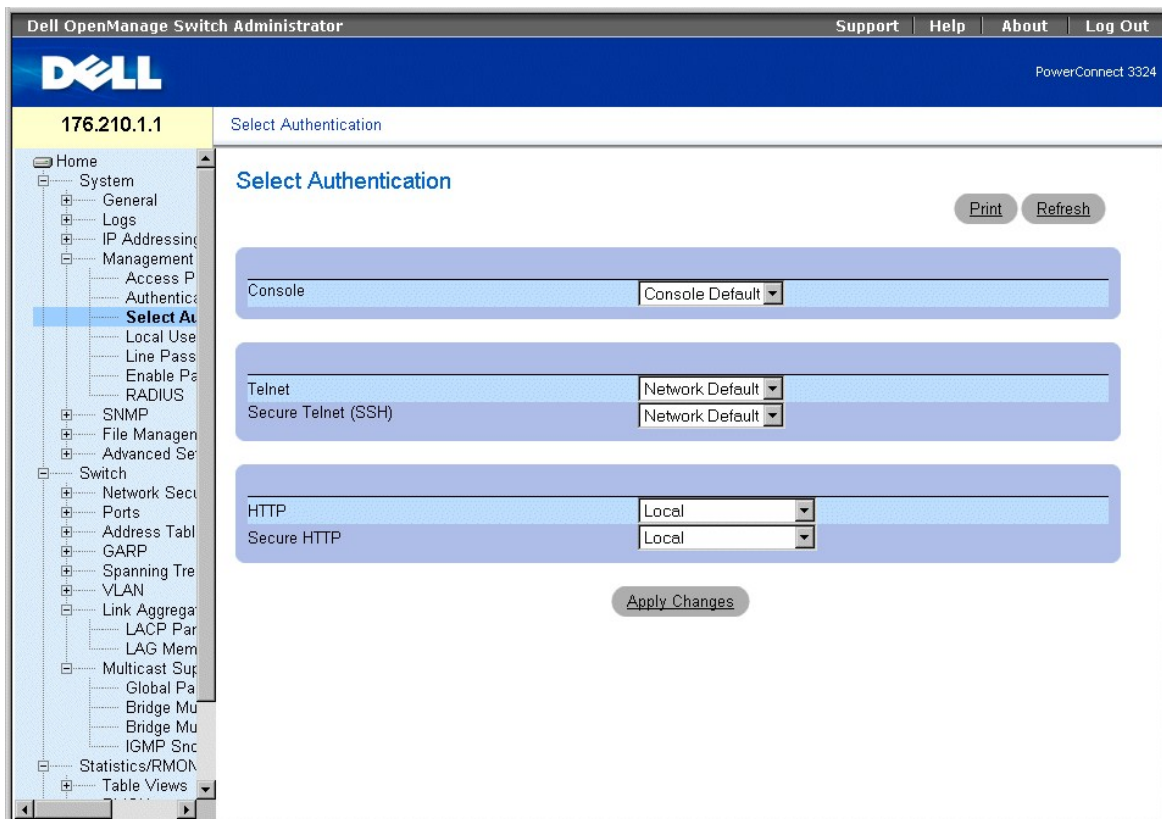 Dell OpenManage Switch Administrator Support Help About Log Out
DELL
PowerConnect 3324
176.210.1.1
Select Authentication
Home
System
General
Logs
IP Addressing
Management
Access P
Authentica
Select Au
Local Use
Line Pass
Enable Pa
RADIUS
SNMP
File Managen
Advanced Set
Switch
Network Secu
Ports
Address Tabl
GARP
Spanning Tre
VLAN
Link Aggregat
LACP Par
LAG Mem
Multicast Sup
Global Pa
Bridge Mu
Bridge Mu
IGMP Sno
Statistics/RMON
Table Views
Select Authentication
Print Refresh
Console Console Default
Telnet Network Default
Secure Telnet (SSH) Network Default
HTTP Local
Secure HTTP Local
Apply Changes